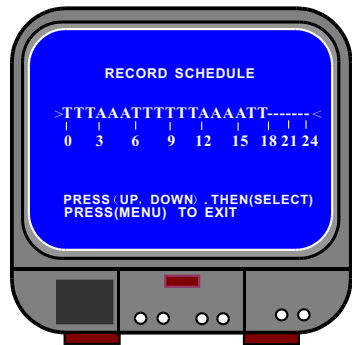 RECORD SCHEDULE
>TTTAAATTTTTTAAAATT-------<
0 3 6 9 12 15 18 21 24
PRESS(UP, DOWN) .THEN(SELECT)
PRESS(MENU) TO EXIT